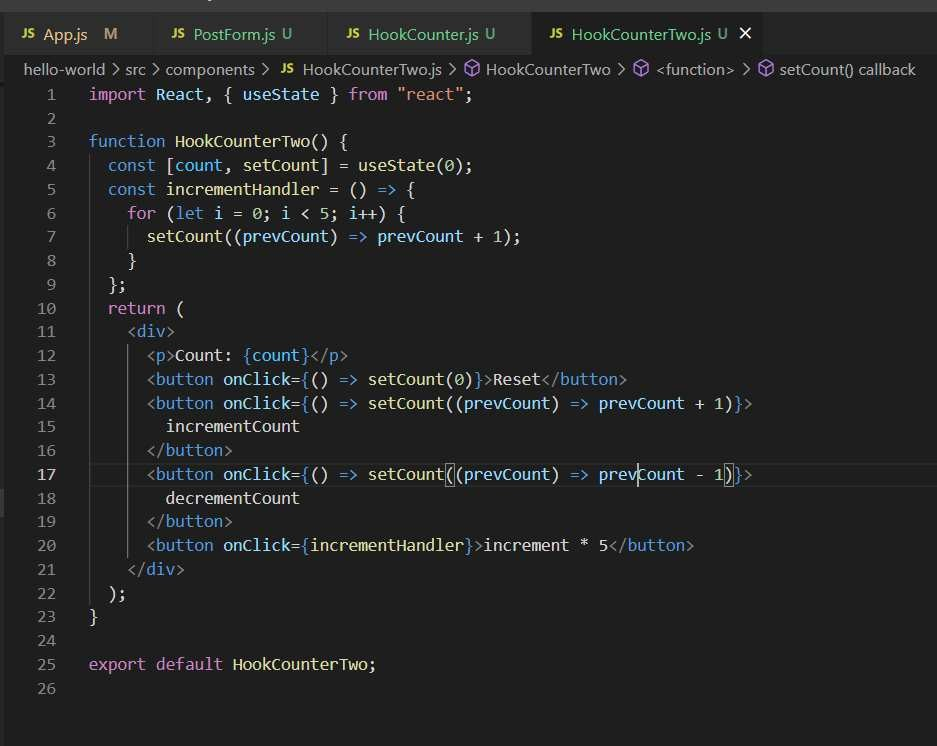 JS App.js M JS PostForm.js U JS HookCounter.js U JS HookCounterTwo.js U
hello-world > src > components > JS HookCounterTwo.js > HookCounterTwo > <function> > setCount() callback
1 import React, { useState } from "react";
2
3 function HookCounterTwo() {
4 const [count, setCount] = useState(0);
5 const incrementHandler = () => {
6 for (let i = 0; i < 5; i++) {
7 setCount((prevCount) => prevCount + 1);
8 }
9 };
10 return (
11 <div>
12 <p>Count: {count}</p>
13 <button onClick={() => setCount(0)}>Reset</button>
14 <button onClick={() => setCount((prevCount) => prevCount + 1)}>
15 incrementCount
16 </button>
17 <button onClick={() => setCount((prevCount) => prevCount - 1)}>
18 decrementCount
19 </button>
20 <button onClick={incrementHandler}>increment * 5</button>
21 </div>
22 );
23 }
24
25 export default HookCounterTwo;
26